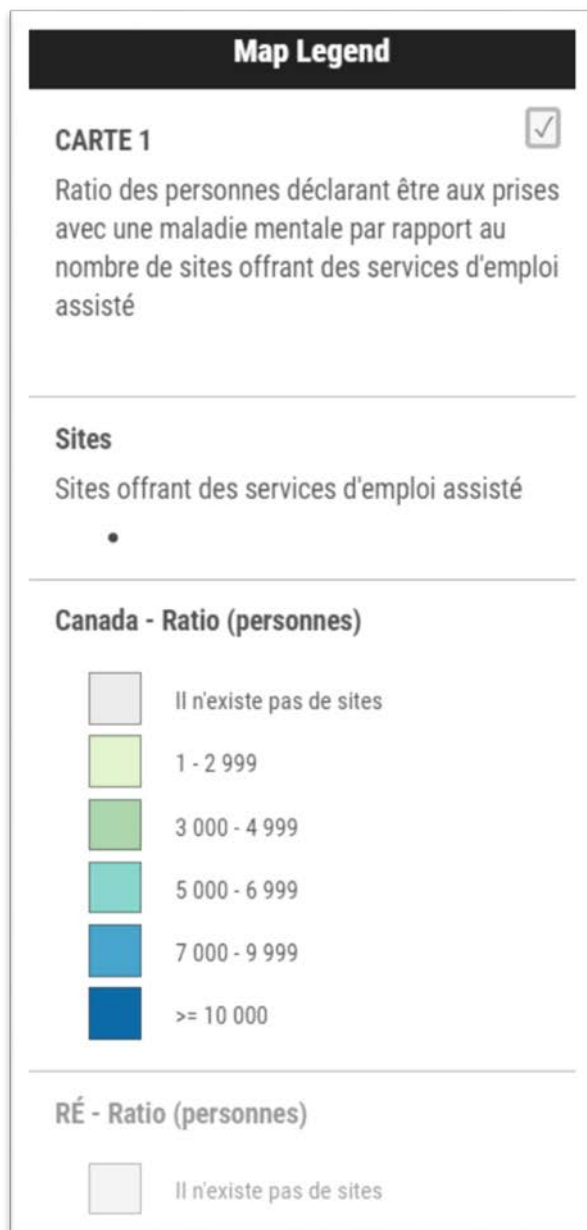 Map Legend
CARTE 1
Ratio des personnes déclarant être aux prises
avec une maladie mentale par rapport au
nombre de sites offrant des services d'emploi
assisté
Sites
Sites offrant des services d'emploi assisté
Canada - Ratio (personnes)
Il n'existe pas de sites
1 - 2 999
3 000 - 4 999
5 000 - 6 999
7 000 - 9 999
>= 10 000
RÉ - Ratio (personnes)
Il n'existe pas de sites